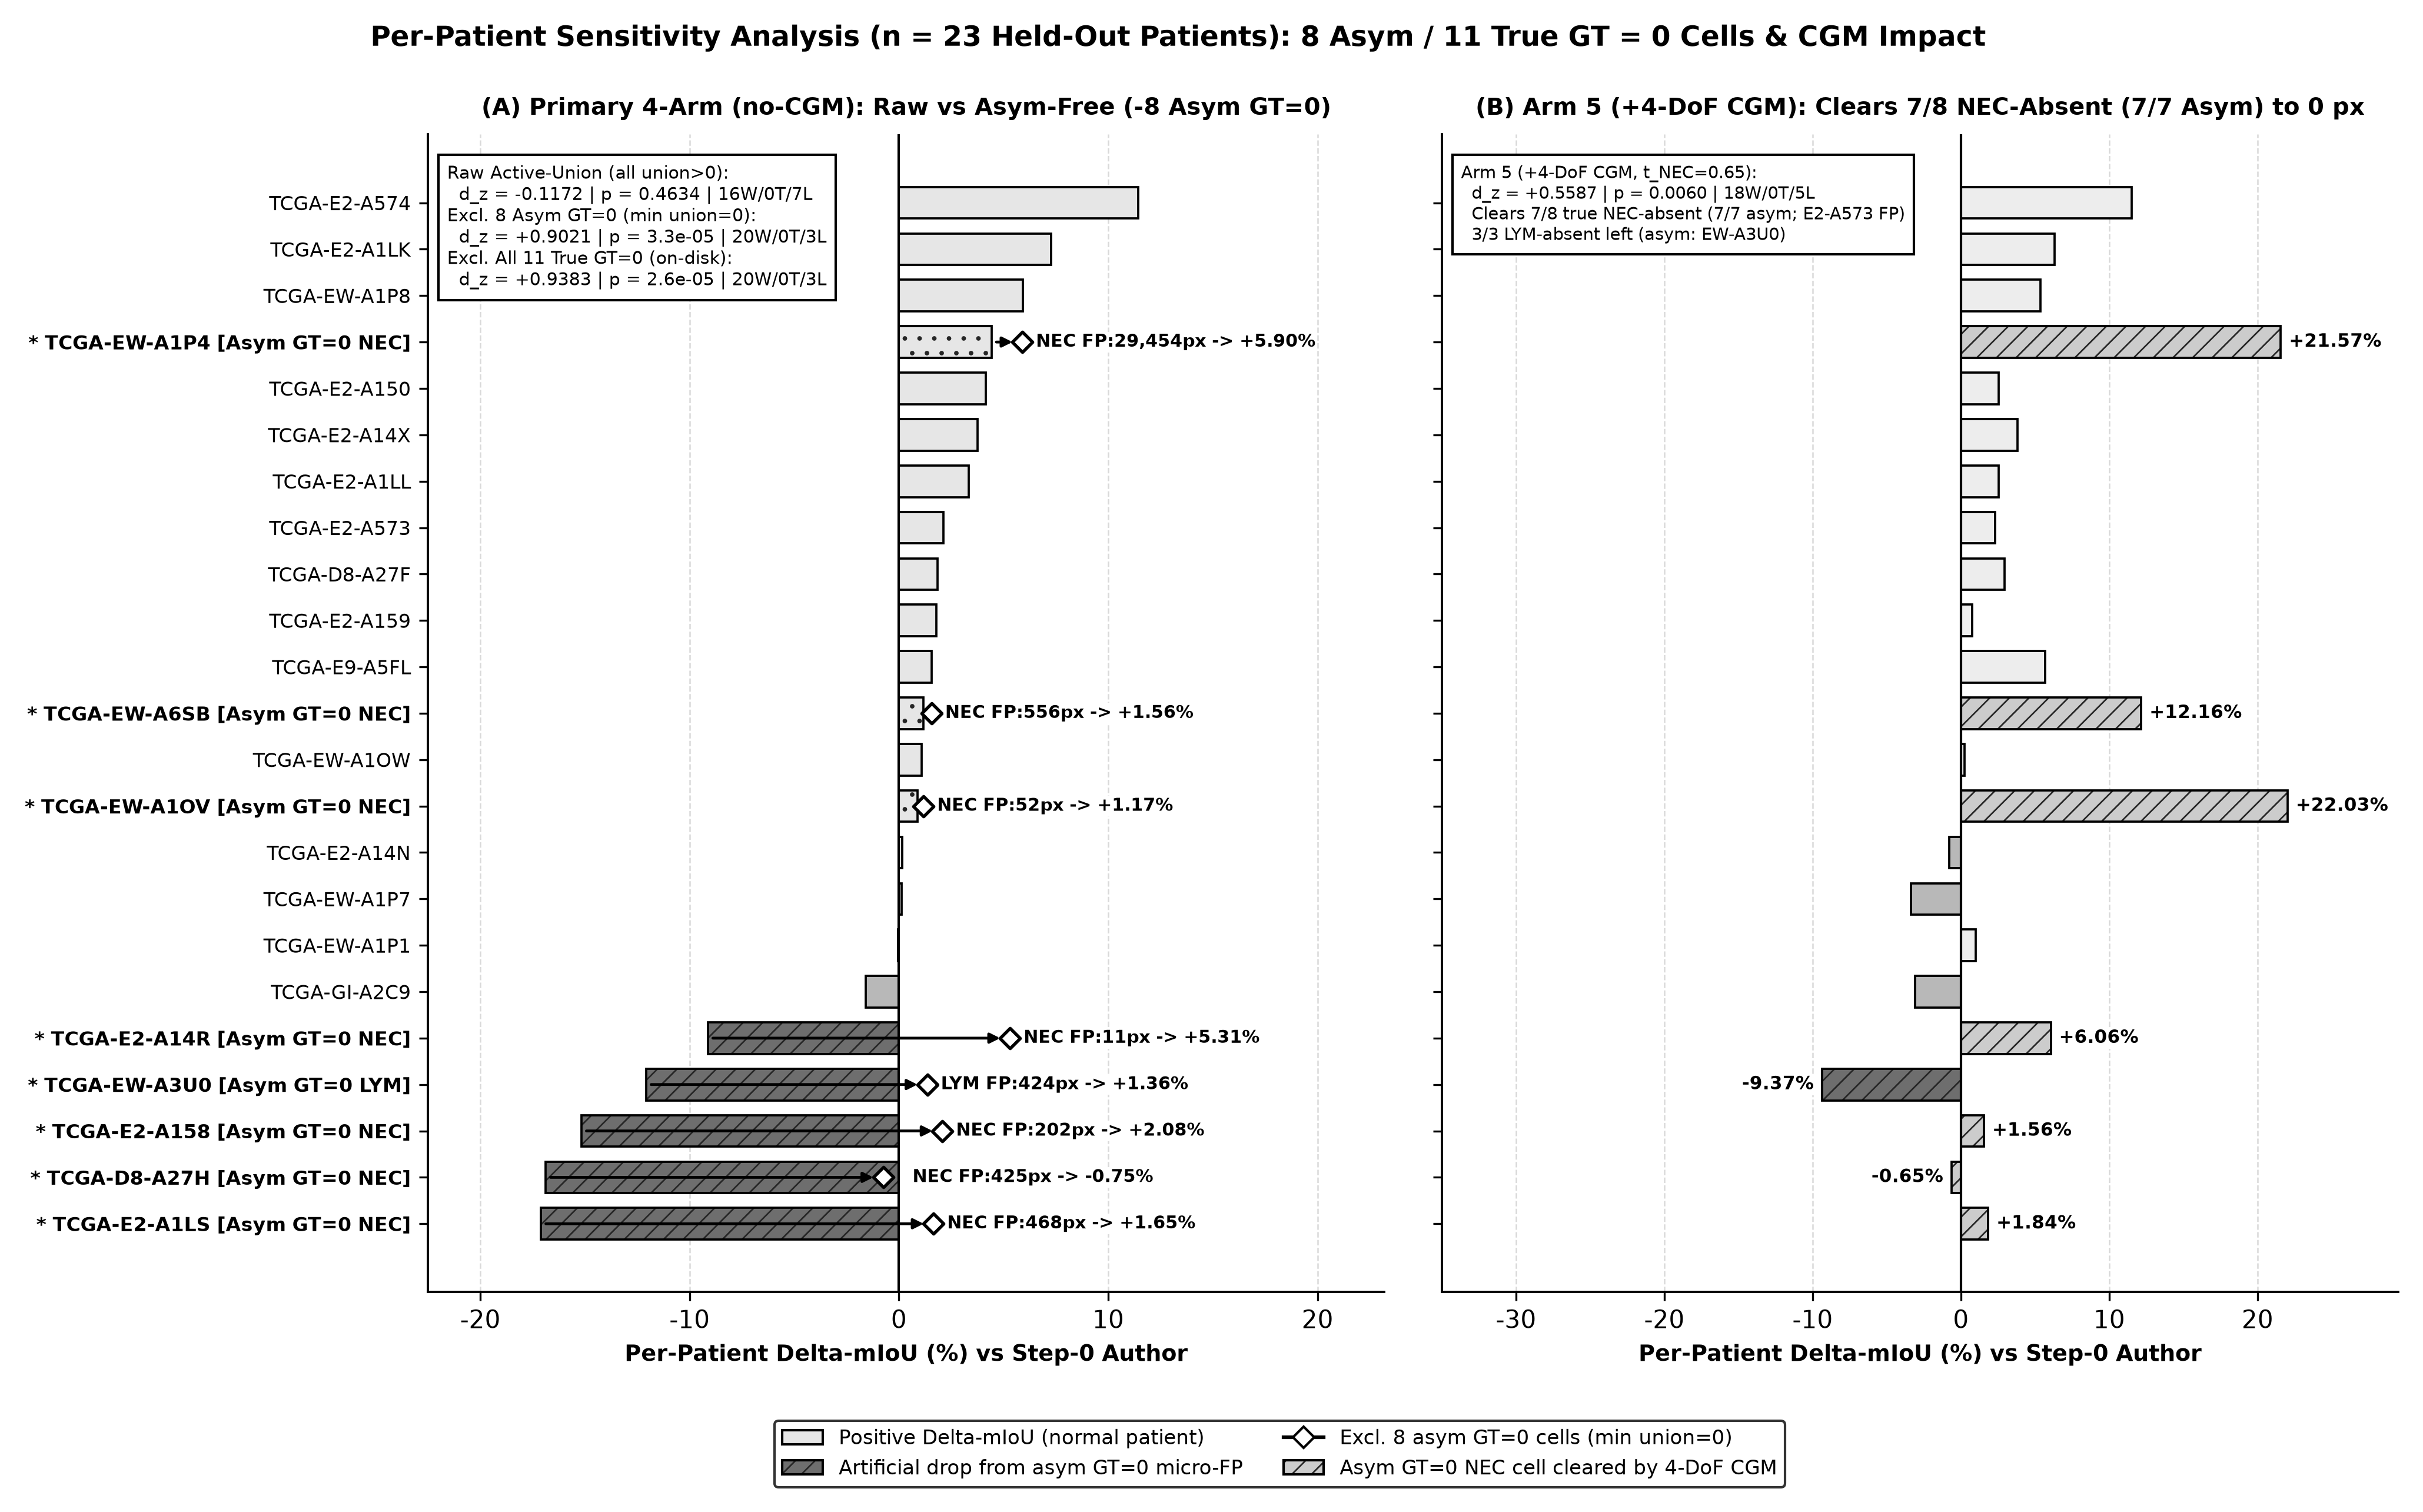 Per-Patient Sensitivity Analysis (n = 23 Held-Out Patients): 8 Asym / 11 True GT = 0 Cells & CGM Impact
(A) Primary 4-Arm (no-CGM): Raw vs Asym-Free (-8 Asym GT=0)
Raw Active-Union (all union>0):
d_z = -0.1172 | p = 0.4634 | 16W/0T/7L
Excl. 8 Asym GT=0 (min union=0):
d_z = +0.9021 | p = 3.3e-05 | 20W/0T/3L
Excl. All 11 True GT=0 (on-disk):
d_z = +0.9383 | p = 2.6e-05 | 20W/0T/3L
TCGA-E2-A574
TCGA-E2-A1LK
TCGA-EW-A1P8
* TCGA-EW-A1P4 [Asym GT=0 NEC]
NEC FP:29,454px -> +5.90%
TCGA-E2-A150
TCGA-E2-A14X
TCGA-E2-A1LL
TCGA-E2-A573
TCGA-D8-A27F
TCGA-E2-A159
TCGA-E9-A5FL
* TCGA-EW-A6SB [Asym GT=0 NEC]
NEC FP:556px -> +1.56%
TCGA-EW-A1OW
* TCGA-EW-A1OV [Asym GT=0 NEC]
NEC FP:52px -> +1.17%
TCGA-E2-A14N
TCGA-EW-A1P7
TCGA-EW-A1P1
TCGA-GI-A2C9
* TCGA-E2-A14R [Asym GT=0 NEC]
NEC FP:11px -> +5.31%
* TCGA-EW-A3U0 [Asym GT=0 LYM]
LYM FP:424px -> +1.36%
* TCGA-E2-A158 [Asym GT=0 NEC]
NEC FP:202px -> +2.08%
* TCGA-D8-A27H [Asym GT=0 NEC]
NEC FP:425px -> -0.75%
* TCGA-E2-A1LS [Asym GT=0 NEC]
NEC FP:468px -> +1.65%
-20 -10 0 10 20
Per-Patient Delta-mIoU (%) vs Step-0 Author
(B) Arm 5 (+4-DoF CGM): Clears 7/8 NEC-Absent (7/7 Asym) to 0 px
Arm 5 (+4-DoF CGM, t_NEC=0.65):
d_z = +0.5587 | p = 0.0060 | 18W/0T/5L
Clears 7/8 true NEC-absent (7/7 asym; E2-A573 FP)
3/3 LYM-absent left (asym: EW-A3U0)
+21.57%
+12.16%
+22.03%
+6.06%
-9.37%
+1.56%
-0.65%
+1.84%
-30 -20 -10 0 10 20
Per-Patient Delta-mIoU (%) vs Step-0 Author
Positive Delta-mIoU (normal patient)
Artificial drop from asym GT=0 micro-FP
Excl. 8 asym GT=0 cells (min union=0)
Asym GT=0 NEC cell cleared by 4-DoF CGM